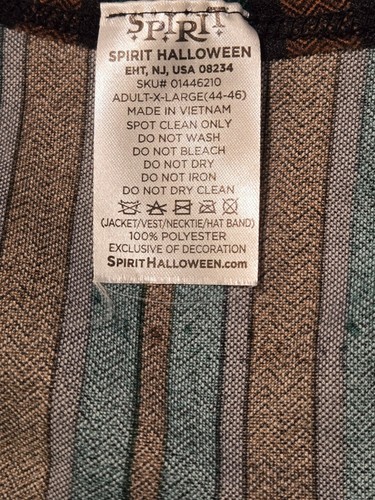 SPIRIT
SPIRIT HALLOWEEN
EHT, NJ, USA 08234
SKU# 01446210
ADULT-X-LARGE(44-46)
MADE IN VIETNAM
SPOT CLEAN ONLY
DO NOT WASH
DO NOT BLEACH
DO NOT DRY
DO NOT IRON
DO NOT DRY CLEAN
(JACKET/VEST/NECKTIE/HAT BAND)
100% POLYESTER
EXCLUSIVE OF DECORATION
SPIRITHALLOWEEN.com